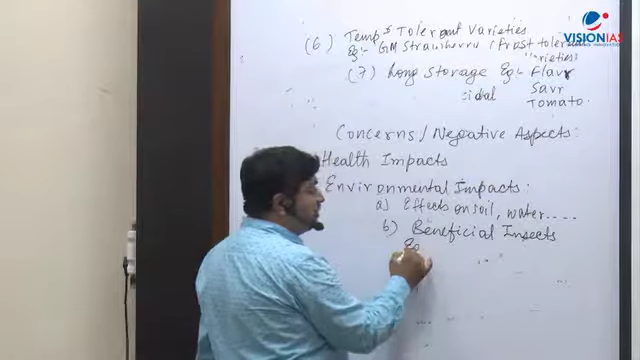 VISIONIAS
(6) Temp Tolerant Varieties
Eg:- GM Strawberry (Frost tolerant
varieties)
(7) Long Storage Eg:- Flavr
Savr
Tomato.
Concerns/Negative Aspects:
Health Impacts
Environmental Impacts:
a) Effects on soil, water....
b) Beneficial Insects
Eg